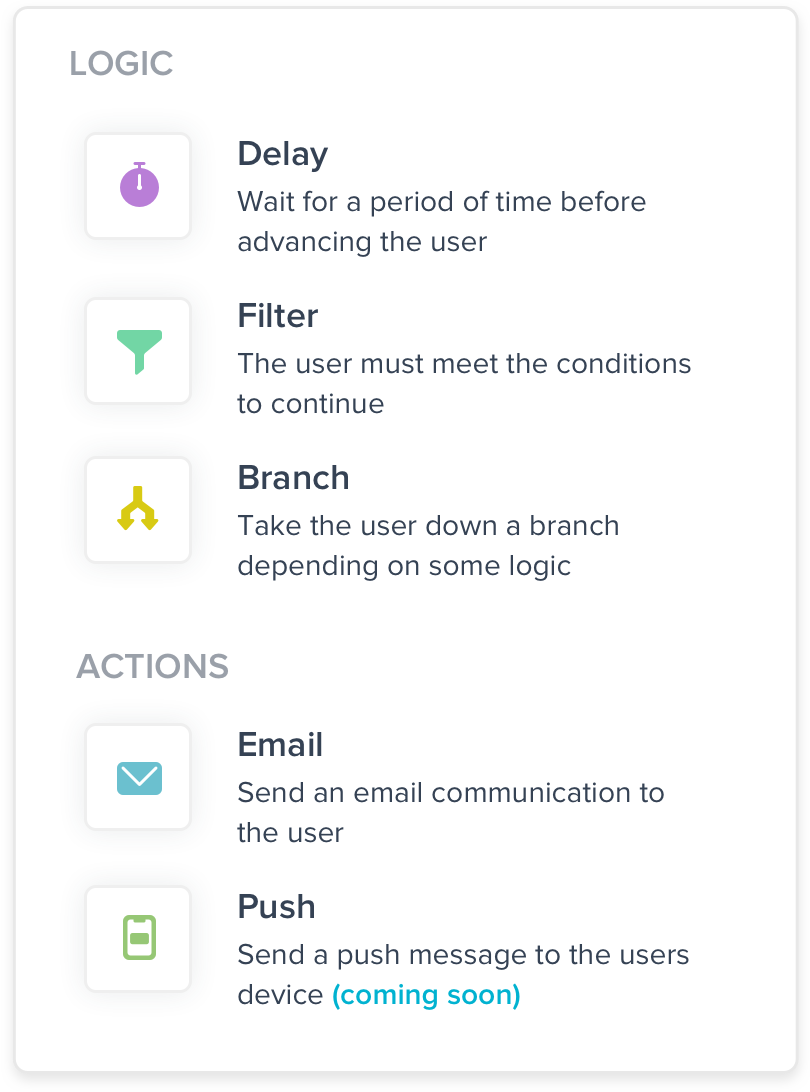 LOGIC
Delay
Wait for a period of time before
advancing the user
Filter
The user must meet the conditions
to continue
Branch
Take the user down a branch
depending on some logic
ACTIONS
Email
Send an email communication to
the user
Push
Send a push message to the users
device (coming soon)